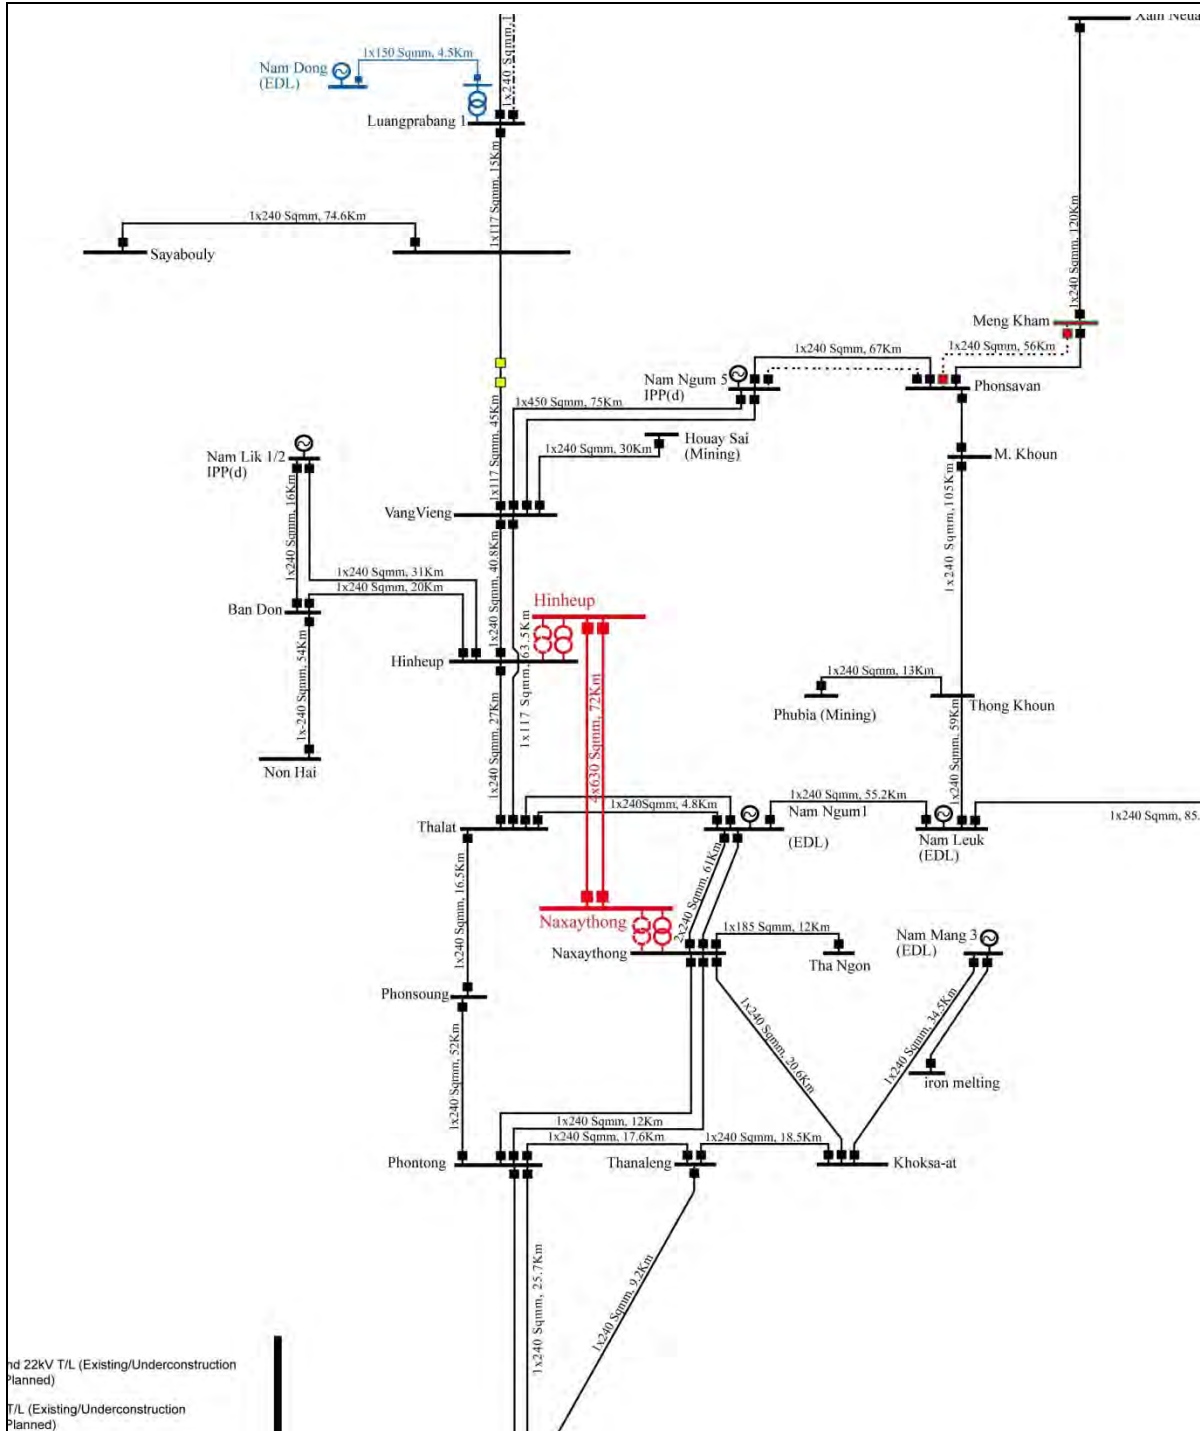 Xam Neua
1x150 Sqmm, 4.5Km
Nam Dong
(EDL)
1x240 Sqmm, 1
Luangprabang 1
1x117 Sqmm, 15Km
1x240 Sqmm, 74.6Km
Sayabouly
1x240 Sqmm, 120Km
Meng Kham
1x240 Sqmm, 56Km
1x240 Sqmm, 67Km
Nam Ngum 5
IPP(d)
Phonsavan
1x450 Sqmm, 75Km
1x117 Sqmm, 45Km
Houay Sai
(Mining)
1x240 Sqmm, 30Km
Nam Lik 1/2
IPP(d)
M. Khoun
1x240 Sqmm, 16Km
VangVieng
1x240 Sqmm,105Km
1x240 Sqmm, 40.8Km
1x240 Sqmm, 31Km
1x240 Sqmm, 20Km
Ban Don
Hinheup
1x117 Sqmm, 63.5Km
Hinheup
1x-240 Sqmm, 54Km
1x240 Sqmm, 13Km
Phubia (Mining)
Thong Khoun
1x240 Sqmm, 27Km
4x630 Sqmm, 72Km
1x240 Sqmm, 59Km
Non Hai
1x240Sqmm, 4.8Km
1x240 Sqmm, 55.2Km
Nam Ngum1
(EDL)
1x240 Sqmm, 85.
Thalat
Nam Leuk
(EDL)
1x240 Sqmm, 16.5Km
2x240 Sqmm, 61Km
Naxaythong
1x185 Sqmm, 12Km
Nam Mang 3
(EDL)
Naxaythong
Tha Ngon
Phonsoung
1x240 Sqmm, 20.6Km
1x240 Sqmm, 34.5Km
iron melting
1x240 Sqmm, 52Km
1x240 Sqmm, 12Km
1x240 Sqmm, 17.6Km
1x240 Sqmm, 18.5Km
Phontong
Thanaleng
Khoksa-at
1x240 Sqmm, 25.7Km
1x240 Sqmm, 9.2Km
nd 22kV T/L (Existing/Underconstruction
Planned)
T/L (Existing/Underconstruction
Planned)